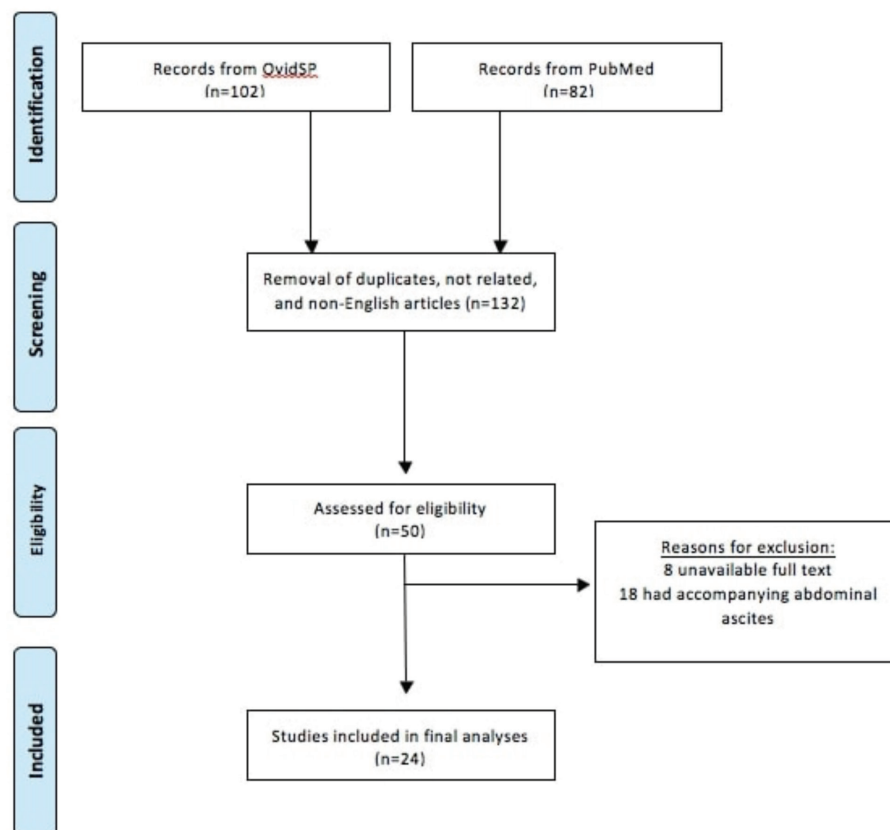 Identification
Records from OvidSP
(n=102)
Records from PubMed
(n=82)
Screening
Removal of duplicates, not related,
and non-English articles (n=132)
Eligibility
Assessed for eligibility
(n=50)
Reasons for exclusion:
8 unavailable full text
18 had accompanying abdominal
ascites
Included
Studies included in final analyses
(n=24)